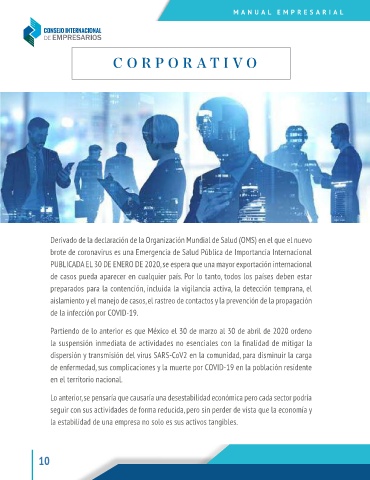 MANUAL EMPRESARIAL
CONSEJO INTERNACIONAL
DE EMPRESARIOS
CORPORATIVO
Derivado de la declaración de la Organización Mundial de Salud (OMS) en el que el nuevo
brote de coronavirus es una Emergencia de Salud Pública de Importancia Internacional
PUBLICADA EL 30 DE ENERO DE 2020, se espera que una mayor exportación internacional
de casos pueda aparecer en cualquier país. Por lo tanto, todos los países deben estar
preparados para la contención, incluida la vigilancia activa, la detección temprana, el
aislamiento y el manejo de casos, el rastreo de contactos y la prevención de la propagación
de la infección por COVID-19.
Partiendo de lo anterior es que México el 30 de marzo al 30 de abril de 2020 ordeno
la suspensión inmediata de actividades no esenciales con la finalidad de mitigar la
dispersión y transmisión del virus SARS-CoV2 en la comunidad, para disminuir la carga
de enfermedad, sus complicaciones y la muerte por COVID-19 en la población residente
en el territorio nacional.
Lo anterior, se pensaría que causaría una desestabilidad económica pero cada sector podría
seguir con sus actividades de forma reducida, pero sin perder de vista que la economía y
la estabilidad de una empresa no solo es sus activos tangibles.
10